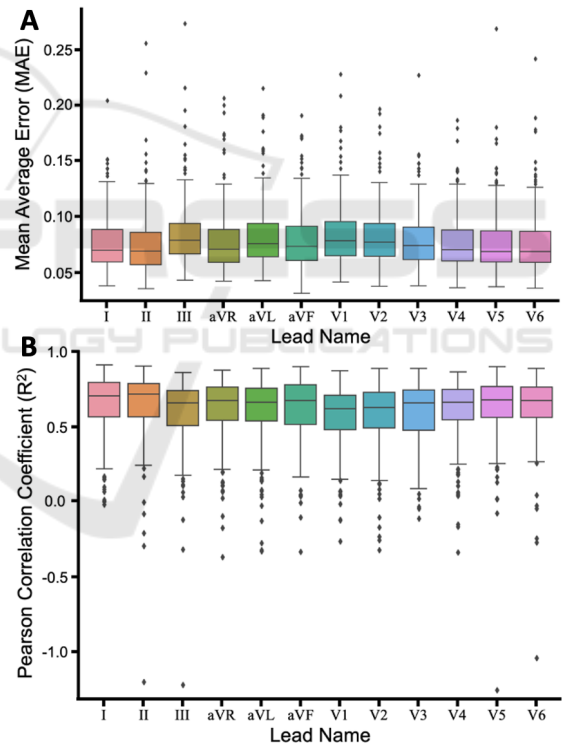 A
Mean Average Error (MAE)
0.25
0.20
0.15
0.10
0.05
I II III aVR aVL aVF V1 V2 V3 V4 V5 V6
Lead Name
LOGY PUBLICATIONS
B
Pearson Correlation Coefficient (R²)
1.0
0.5
0.0
-0.5
-1.0
I II III aVR aVL aVF V1 V2 V3 V4 V5 V6
Lead Name